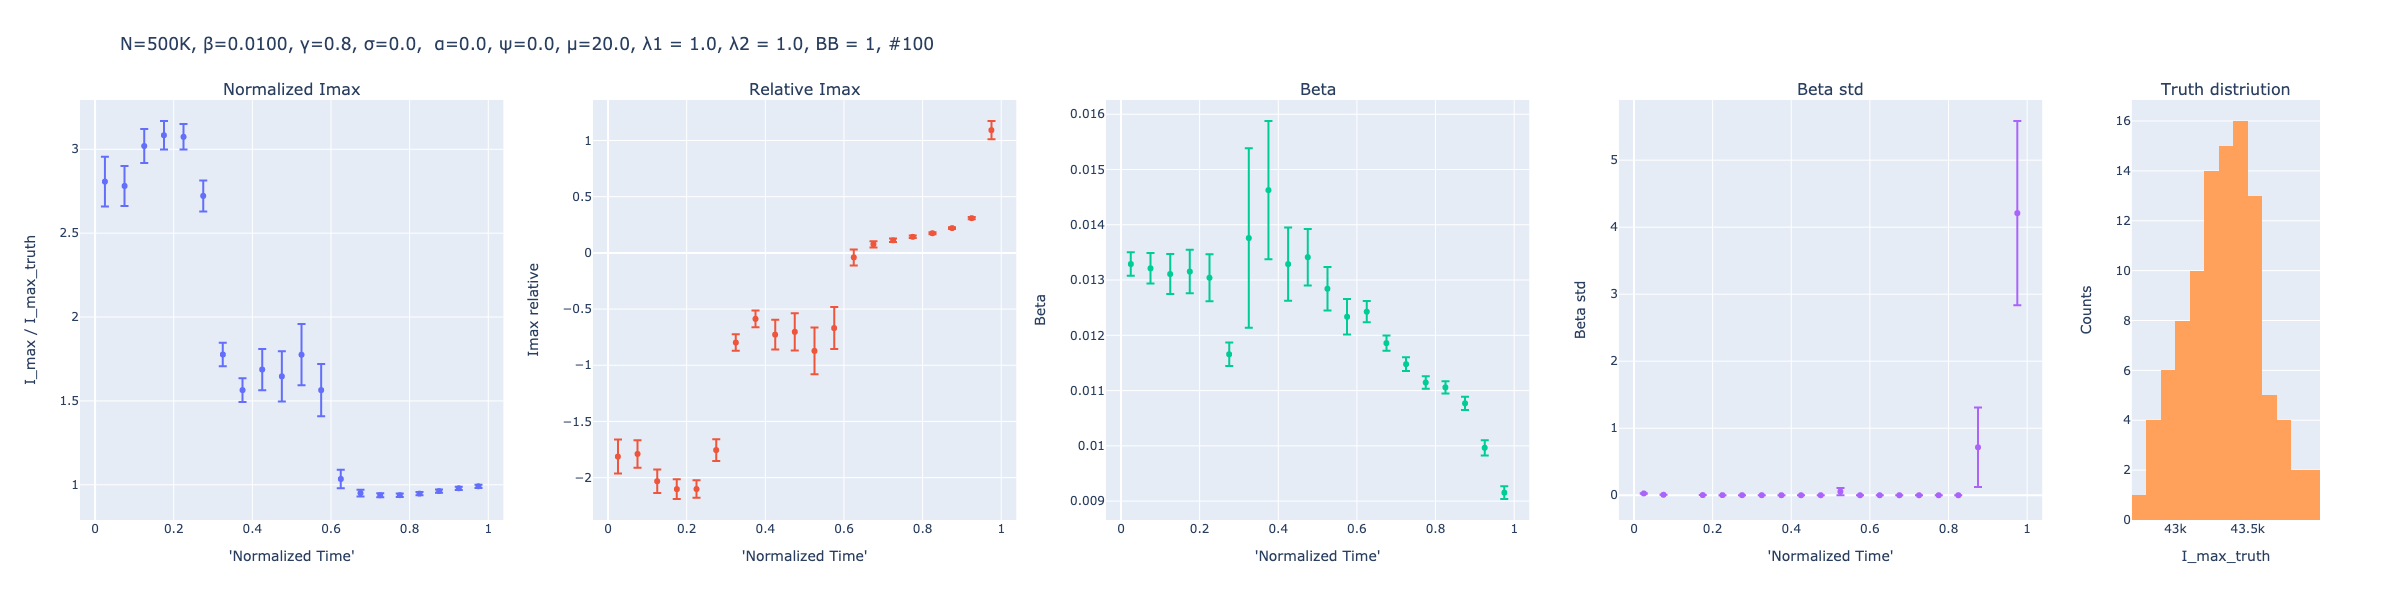 N=500K, β=0.0100, γ=0.8, σ=0.0,  α=0.0, ψ=0.0, μ=20.0, λ1 = 1.0, λ2 = 1.0, BB = 1, #100
Normalized Imax
I_max / I_max_truth
3
2.5
2
1.5
1
0 0.2 0.4 0.6 0.8 1
'Normalized Time'
Relative Imax
Imax relative
1
0.5
0
−0.5
−1
−1.5
−2
0 0.2 0.4 0.6 0.8 1
'Normalized Time'
Beta
Beta
0.016
0.015
0.014
0.013
0.012
0.011
0.01
0.009
0 0.2 0.4 0.6 0.8 1
'Normalized Time'
Beta std
Beta std
5
4
3
2
1
0
0 0.2 0.4 0.6 0.8 1
'Normalized Time'
Truth distriution
Counts
16
14
12
10
8
6
4
2
0
43k 43.5k
I_max_truth